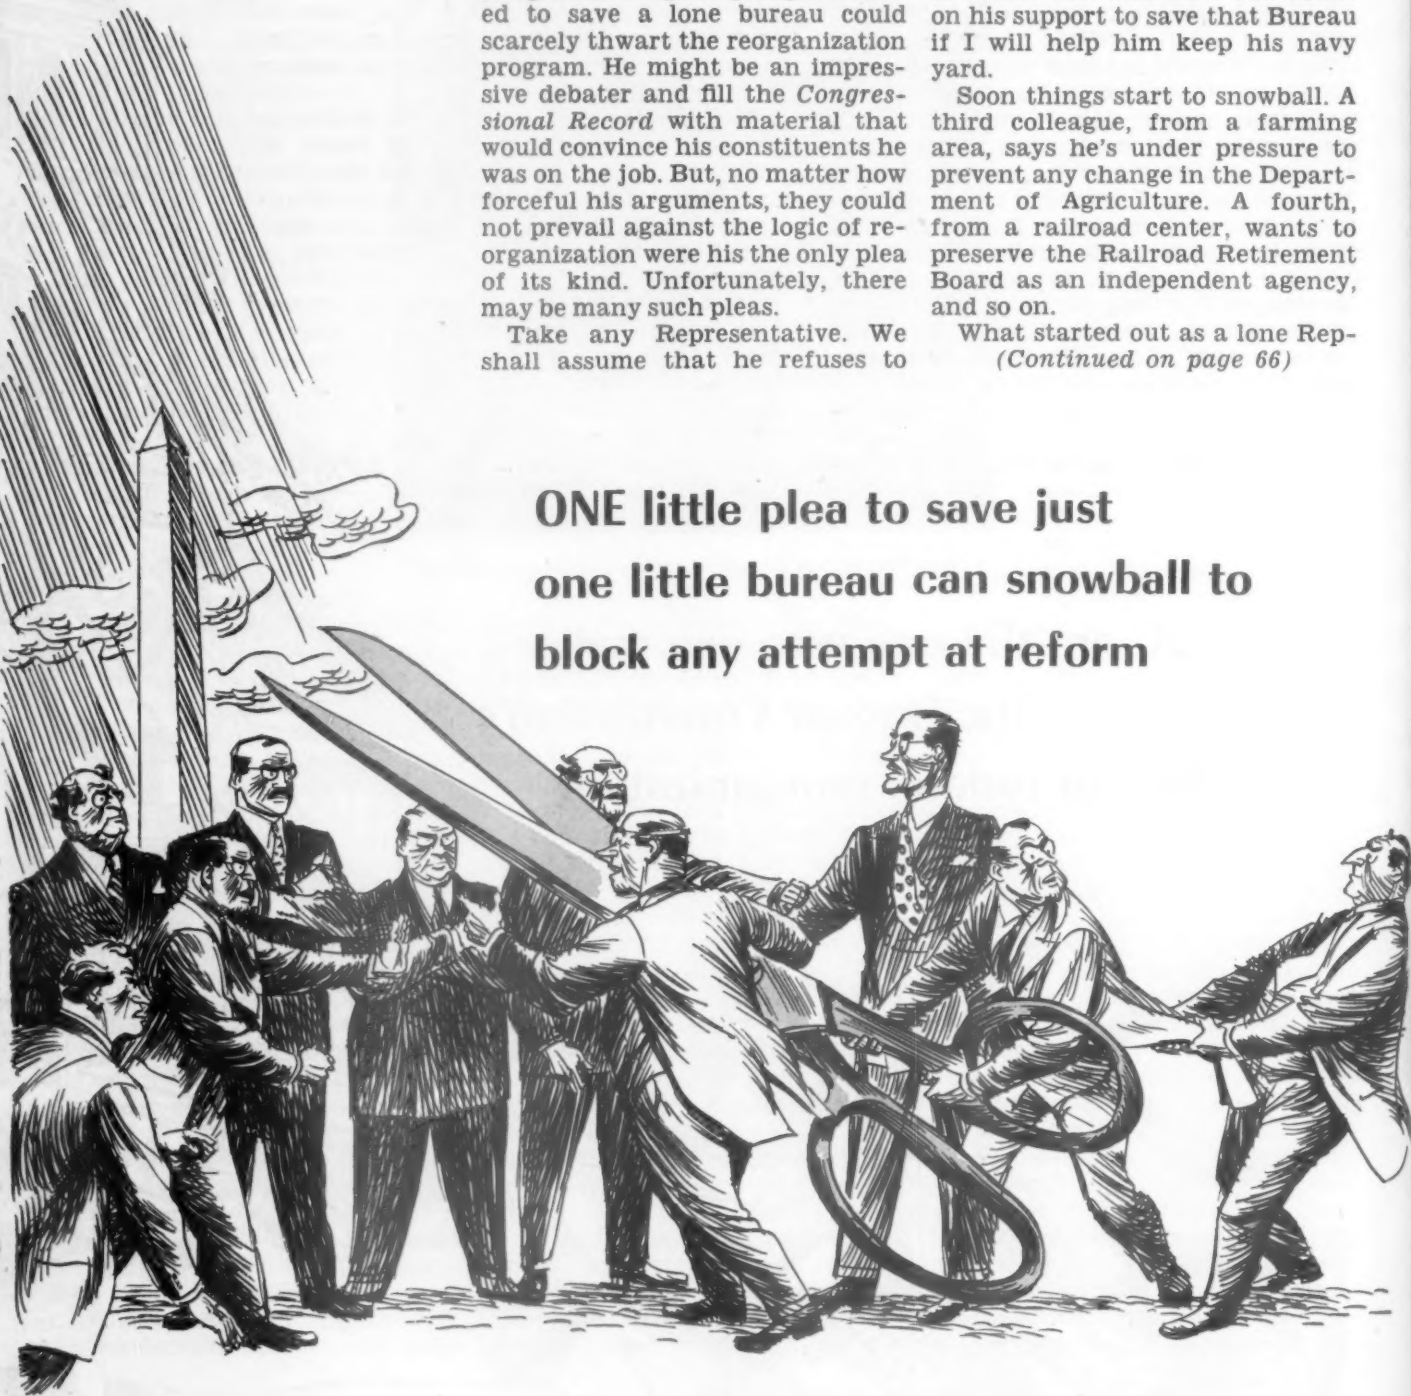 ed to save a lone bureau could
scarcely thwart the reorganization
program. He might be an impres-
sive debater and fill the Congres-
sional Record with material that
would convince his constituents he
was on the job. But, no matter how
forceful his arguments, they could
not prevail against the logic of re-
organization were his the only plea
of its kind. Unfortunately, there
may be many such pleas.
Take any Representative. We
shall assume that he refuses to
on his support to save that Bureau
if I will help him keep his navy
yard.
Soon things start to snowball. A
third colleague, from a farming
area, says he's under pressure to
prevent any change in the Depart-
ment of Agriculture. A fourth,
from a railroad center, wants to
preserve the Railroad Retirement
Board as an independent agency,
and so on.
What started out as a lone Rep-
(Continued on page 66)
ONE little plea to save just
one little bureau can snowball to
block any attempt at reform